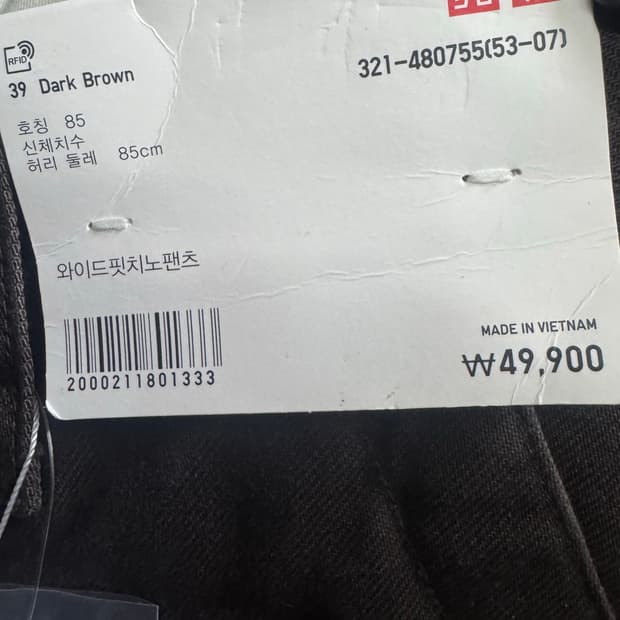 RFID
321-480755(53-07)
39 Dark Brown
호칭 85
신체치수
허리 둘레 85cm
와이드핏치노팬츠
2000211801333
MADE IN VIETNAM
₩49,900